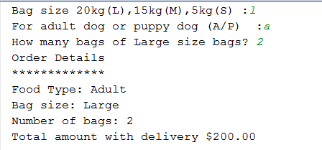 Bag size 20kg(L),15kg(M),5kg(S) :l
For adult dog or puppy dog (A/P)  :a
How many bags of Large size bags? 2
Order Details
*************
Food Type: Adult
Bag size: Large
Number of bags: 2
Total amount with delivery $200.00